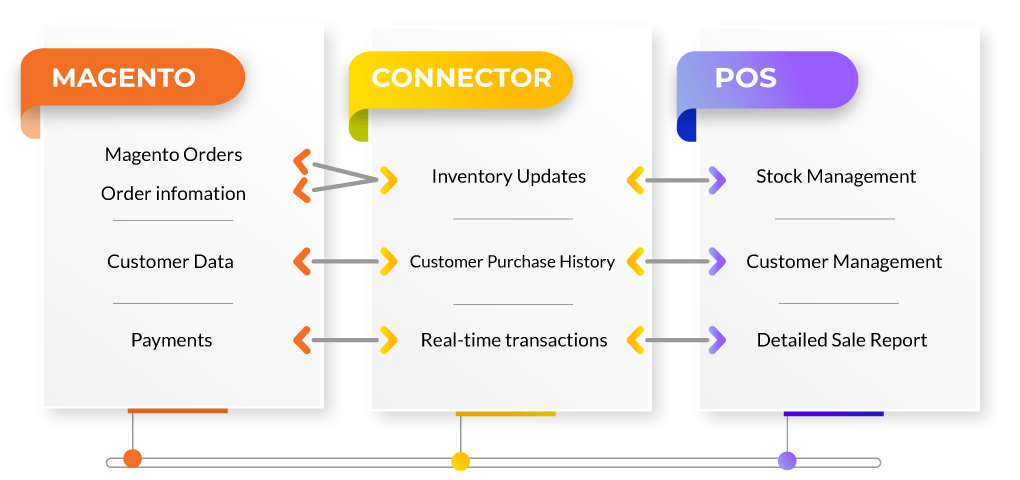 MAGENTO
Magento Orders
Order infomation
Customer Data
Payments
CONNECTOR
Inventory Updates
Customer Purchase History
Real-time transactions
POS
Stock Management
Customer Management
Detailed Sale Report